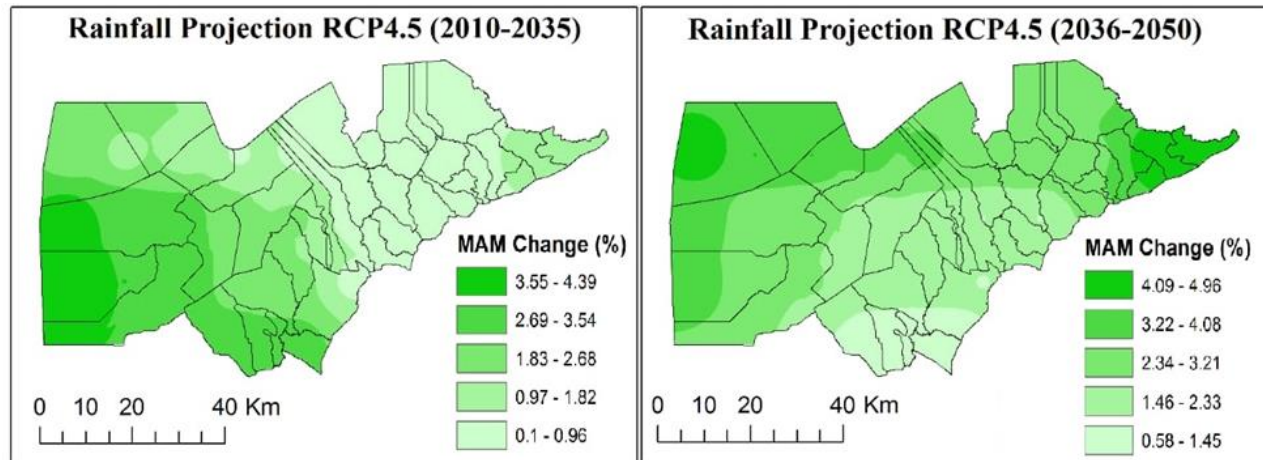 Rainfall Projection RCP4.5 (2010-2035)
MAM Change (%)
3.55 - 4.39
2.69 - 3.54
1.83 - 2.68
0.97 - 1.82
0.1 - 0.96
0 10 20 40 Km
Rainfall Projection RCP4.5 (2036-2050)
MAM Change (%)
4.09 - 4.96
3.22 - 4.08
2.34 - 3.21
1.46 - 2.33
0.58 - 1.45
0 10 20 40 Km